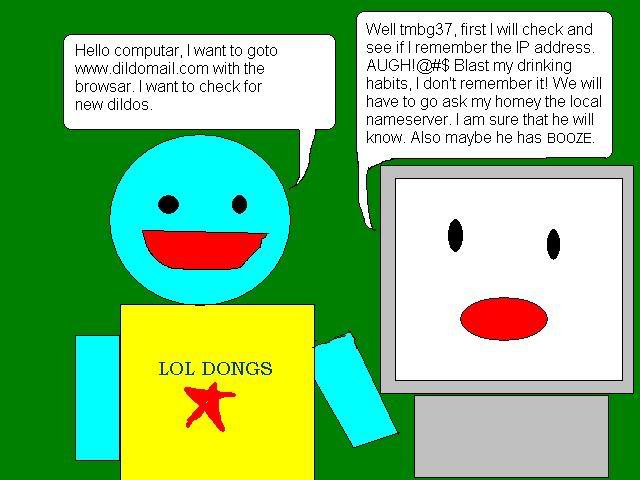 Hello computar, I want to goto
www.dildomail.com with the
browsar. I want to check for
new dildos.
Well tmbg37, first I will check and
see if I remember the IP address.
AUGH!@#$ Blast my drinking
habits, I don't remember it! We will
have to go ask my homey the local
nameserver. I am sure that he will
know. Also maybe he has BOOZE.
LOL DONGS